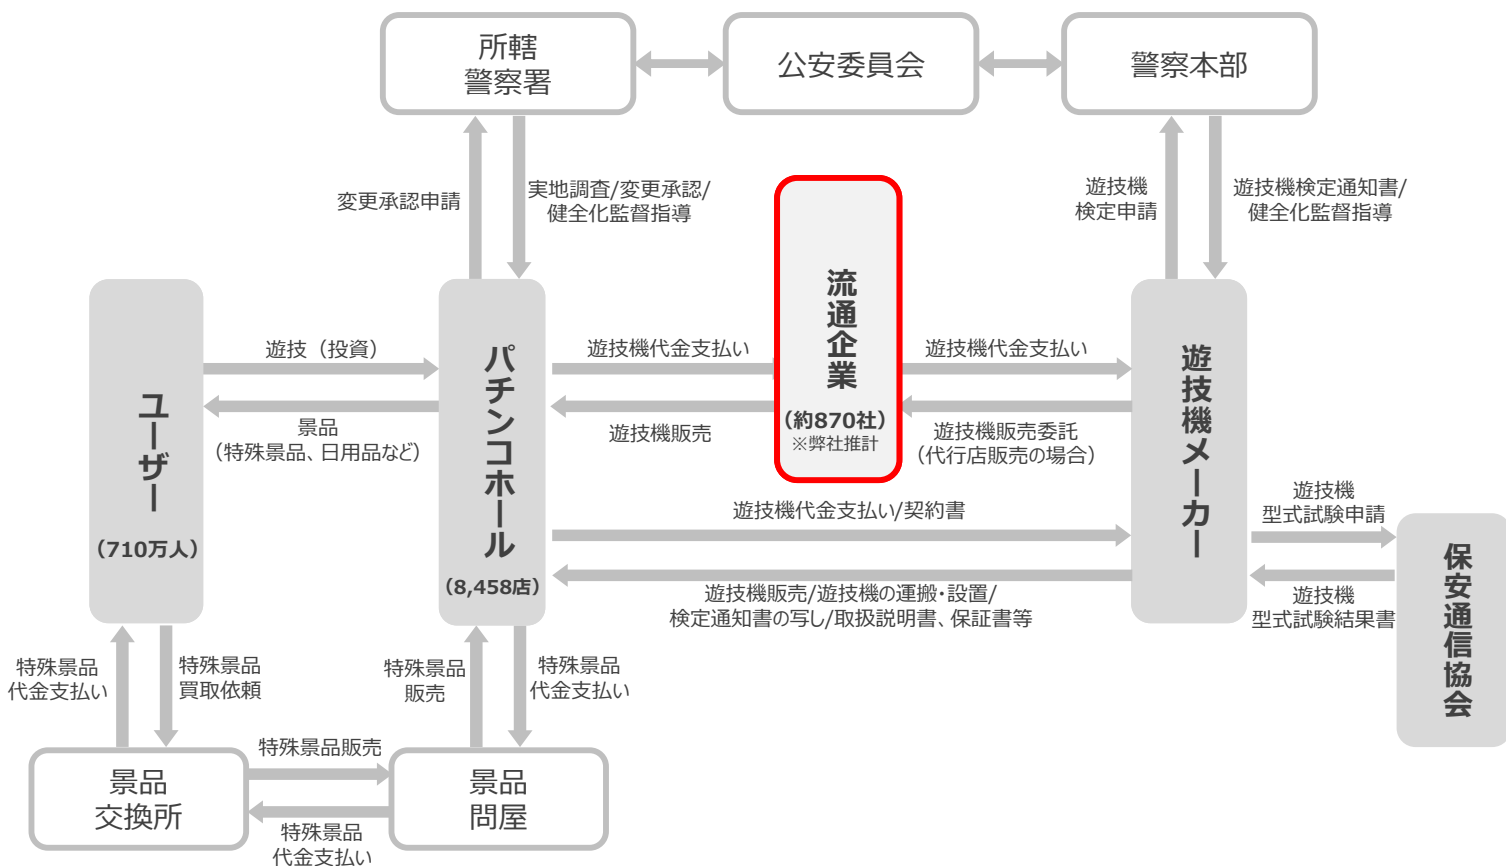 所轄
警察署
公安委員会
警察本部
変更承認申請
実地調査/変更承認/
健全化監督指導
遊技機
検定申請
遊技機検定通知書/
健全化監督指導
ユーザー
(710万人)
遊技（投資）
景品
（特殊景品、日用品など）
パチンコホール
(8,458店)
遊技機代金支払い
遊技機販売
流通企業
(約870社)
※弊社推計
遊技機代金支払い
遊技機販売委託
（代行店販売の場合）
遊技機メーカー
遊技機代金支払い/契約書
遊技機販売/遊技機の運搬・設置/
検定通知書の写し/取扱説明書、保証書等
遊技機
型式試験申請
遊技機
型式試験結果書
保安通信協会
特殊景品
代金支払い
特殊景品
買取依頼
特殊景品
販売
特殊景品
代金支払い
景品
交換所
特殊景品販売
特殊景品
代金支払い
景品
問屋